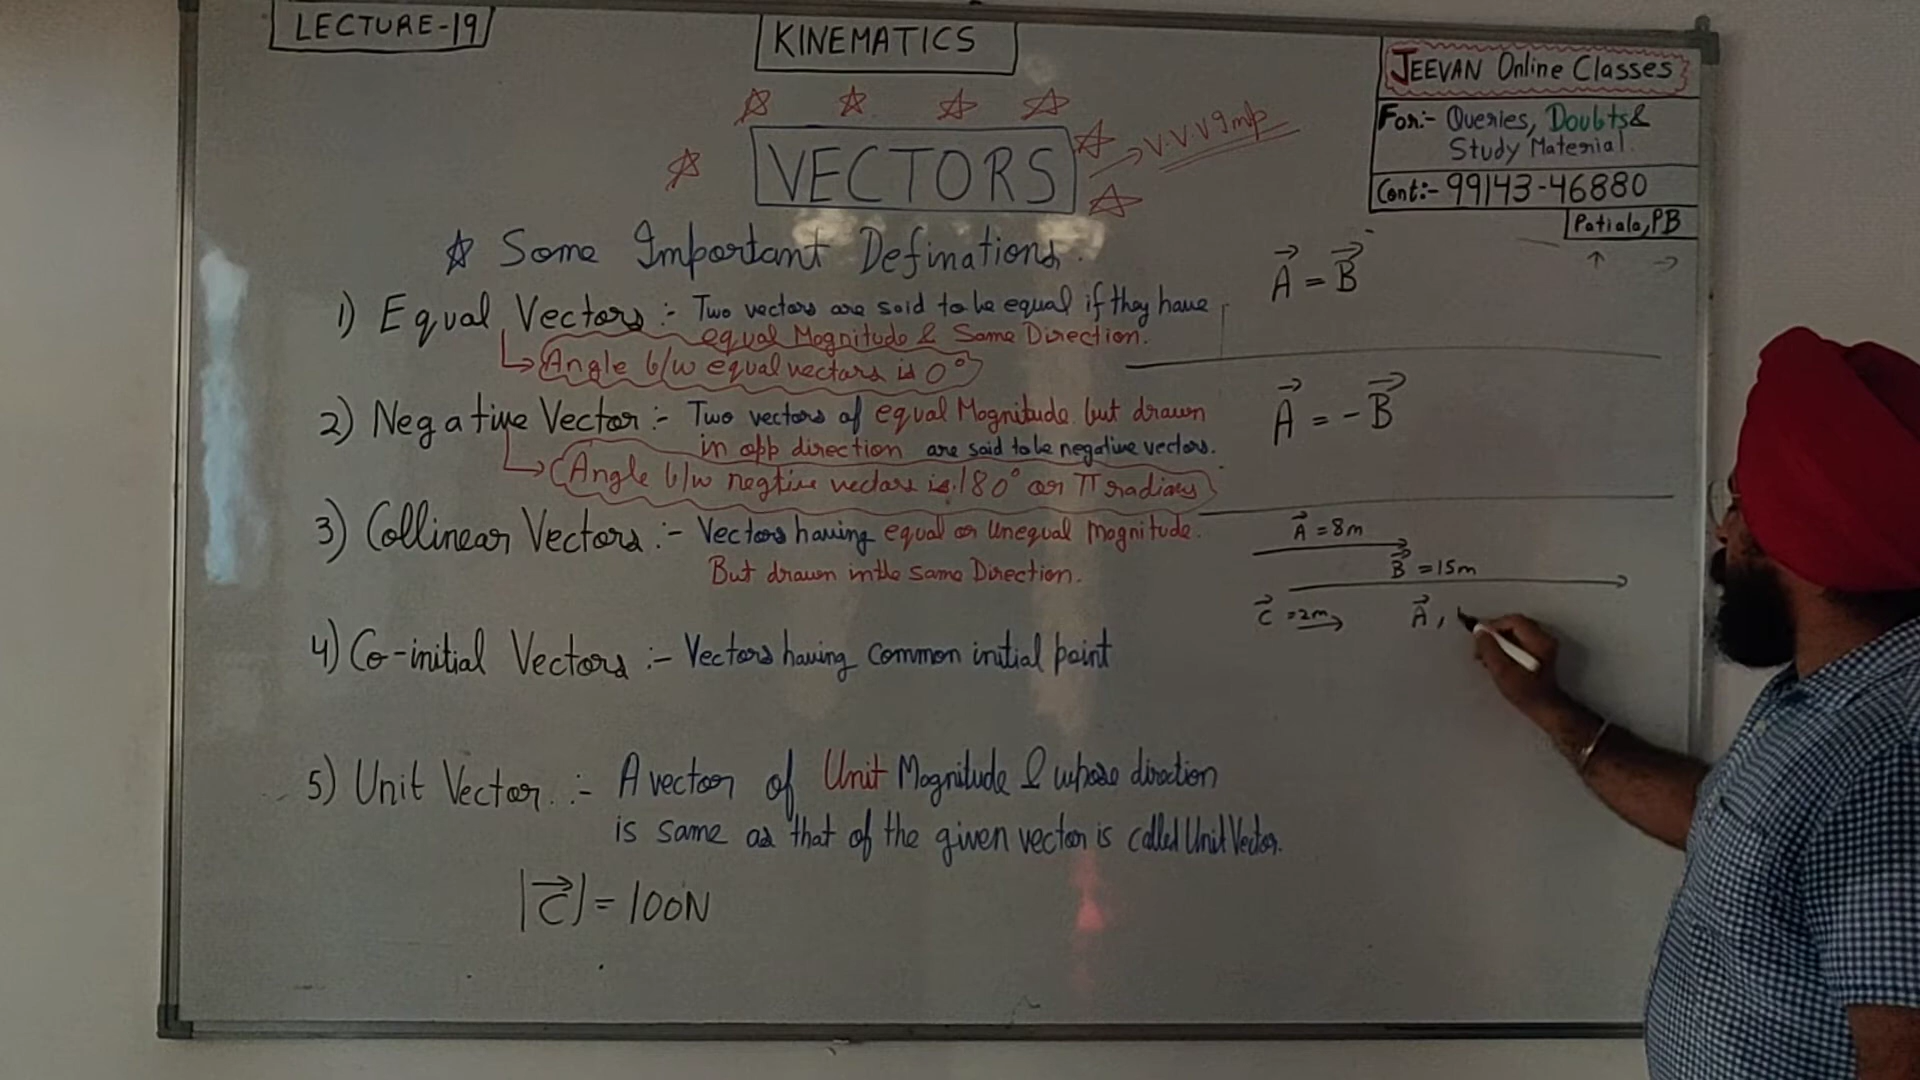 LECTURE-19
KINEMATICS
JEEVAN Online Classes
For:- Queries, Doubts &
Study Material
Cont:- 99143-46880
Patiala, PB
VECTORS
V.V.V Imp
☆ Some Important Definations
1) Equal Vectors :- Two vectors are said to be equal if they have
equal Magnitude & Same Direction.
↳ Angle b/w equal vectors is 0°
A⃗ = B⃗
2) Negative Vector :- Two vectors of equal Magnitude but drawn
in opp direction are said to be negative vectors.
↳ Angle b/w negtive vectors is 180° or π radians
A⃗ = -B⃗
3) Collinear Vectors :- Vectors having equal or Unequal Magnitude.
But drawn in the same Direction.
A⃗ = 8m
B⃗ = 15m
C⃗ = 2m
A⃗ ,
4) Co-initial Vectors :- Vectors having common initial point
5) Unit Vector :- A vector of Unit Magnitude & whose direction
is same as that of the given vector is called Unit Vector.
|C⃗| = 100N